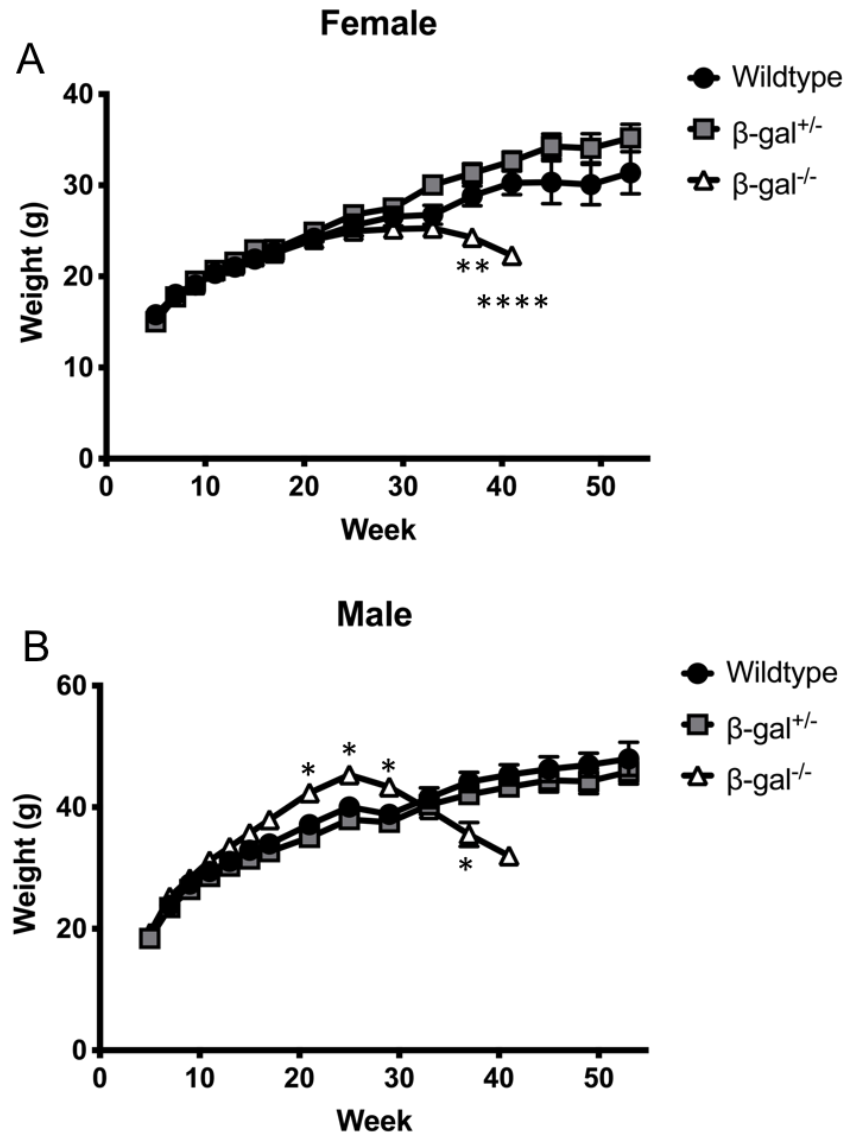 Female
A
Wildtype
β-gal+/-
β-gal-/-
40
30
20
10
0
Weight (g)
**
****
0 10 20 30 40 50
Week
Male
B
Wildtype
β-gal+/-
β-gal-/-
60
40
20
0
Weight (g)
* * *
*
0 10 20 30 40 50
Week